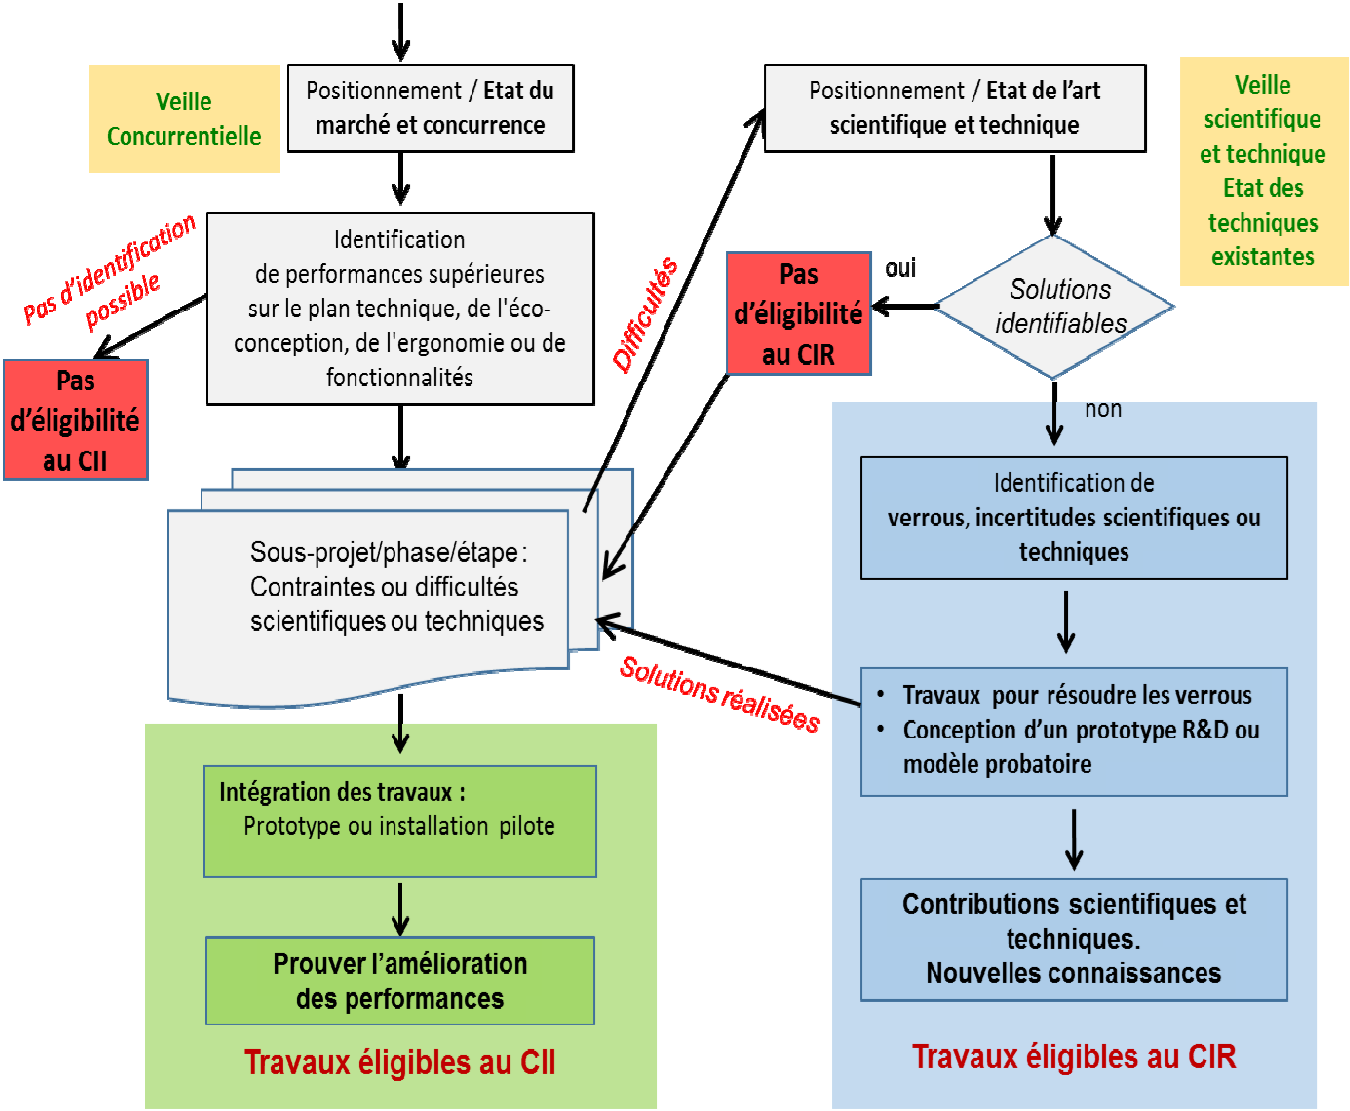 Veille
Concurrentielle
Positionnement / Etat du
marché et concurrence
Pas d'identification
possible
Identification
de performances supérieures
sur le plan technique, de l'éco-
conception, de l'ergonomie ou de
fonctionnalités
Pas
d'éligibilité
au CII
Sous-projet/phase/étape :
Contraintes ou difficultés
scientifiques ou techniques
Intégration des travaux :
Prototype ou installation pilote
Prouver l'amélioration
des performances
Travaux éligibles au CII
Difficultés
Positionnement / Etat de l'art
scientifique et technique
Veille
scientifique
et technique
Etat des
techniques
existantes
Solutions
identifiables
oui
Pas
d'éligibilité
au CIR
non
Identification de
verrous, incertitudes scientifiques ou
techniques
Solutions réalisées
• Travaux pour résoudre les verrous
• Conception d'un prototype R&D ou
modèle probatoire
Contributions scientifiques et
techniques.
Nouvelles connaissances
Travaux éligibles au CIR